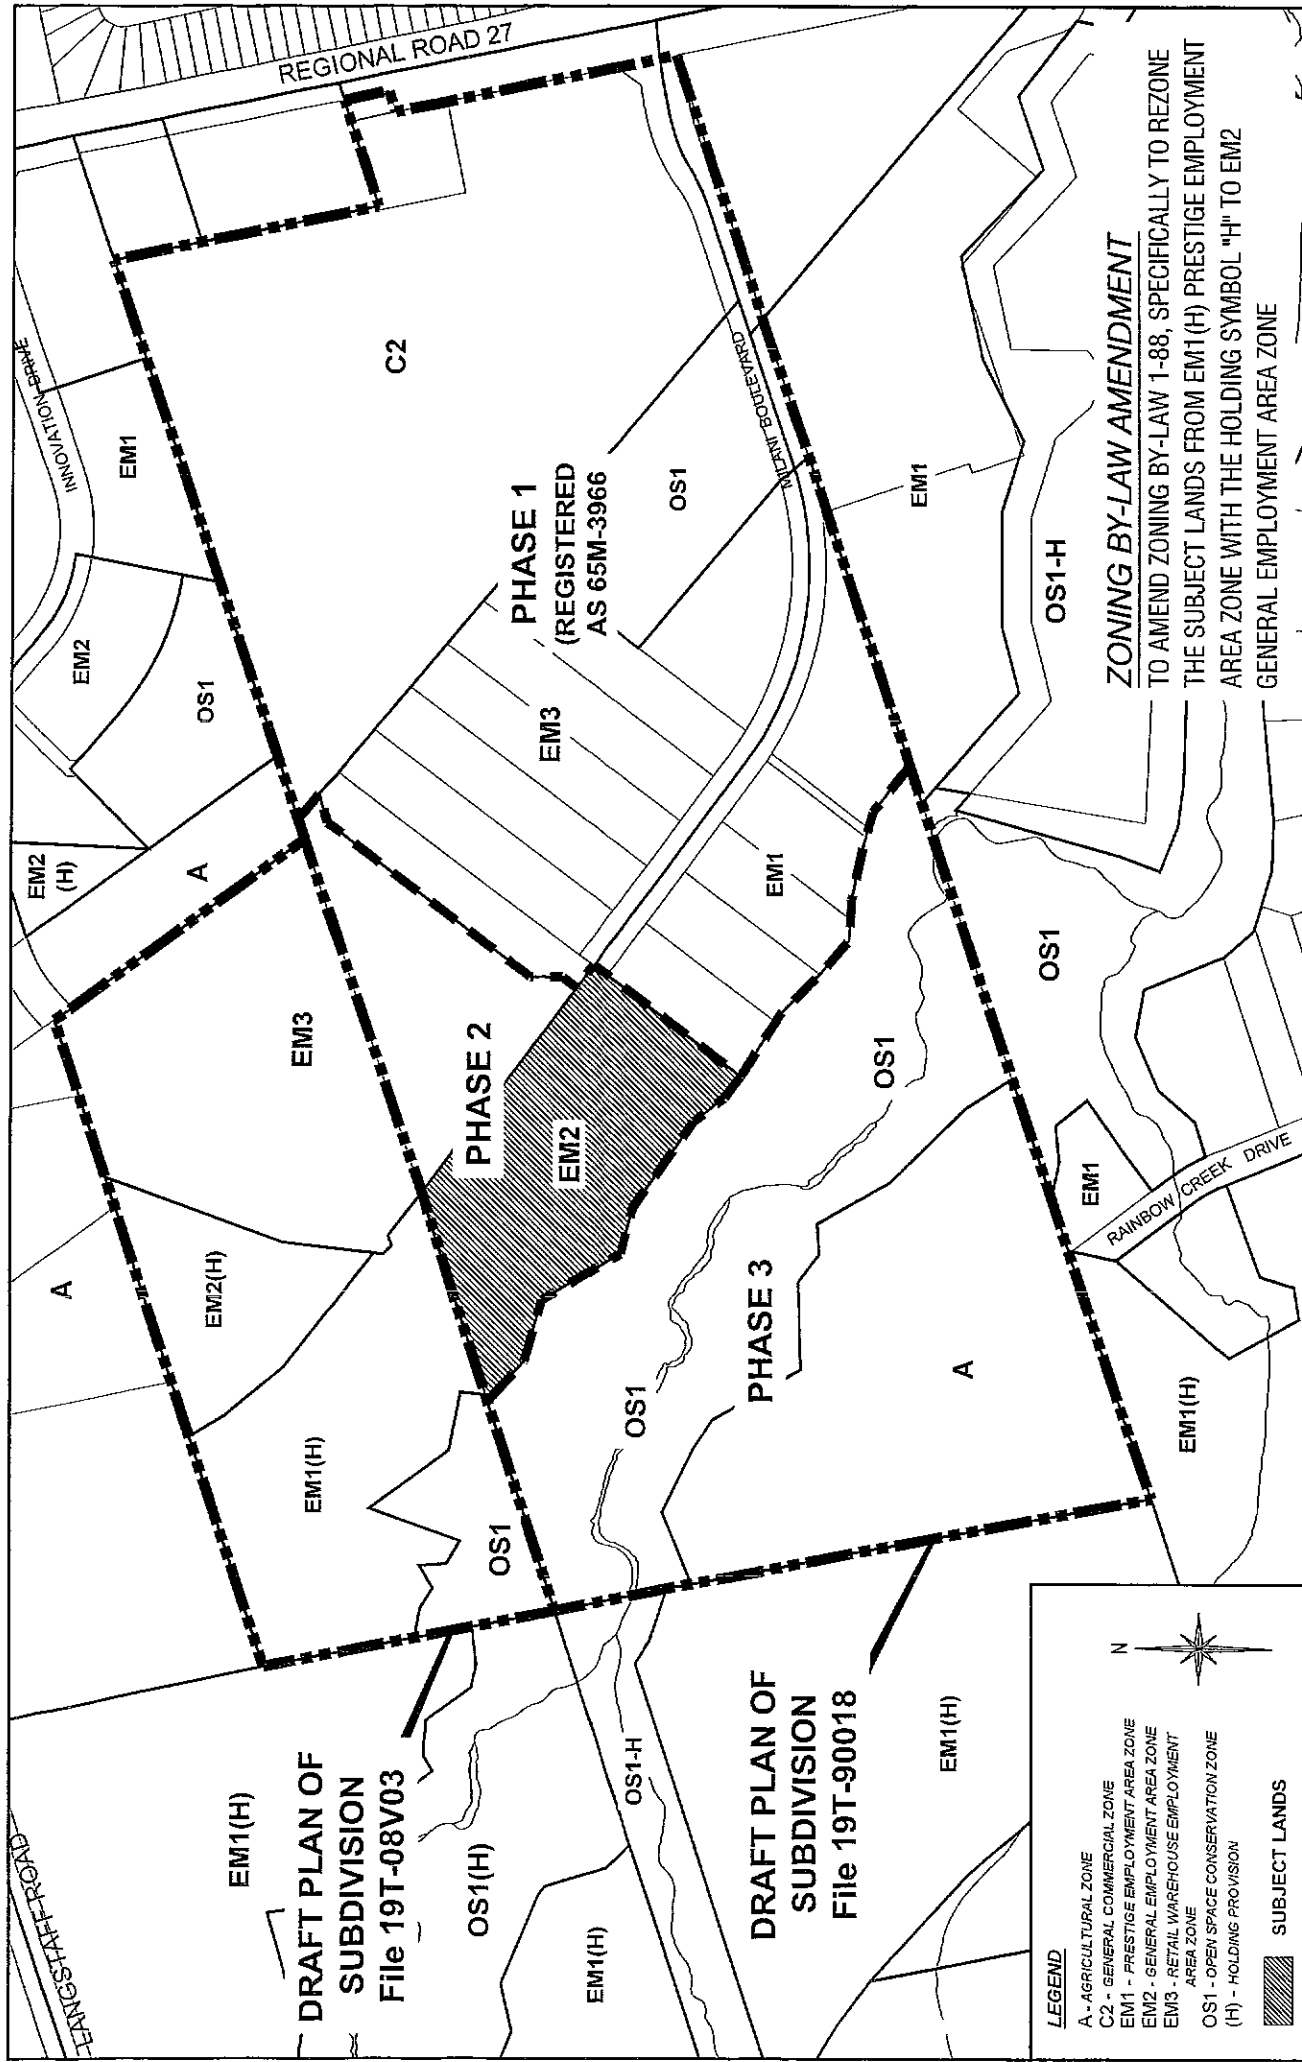 LANGSTAFF ROAD
EM1(H)
DRAFT PLAN OF
SUBDIVISION
File 19T-08V03
OS1(H)
EM1(H)
OS1-H
DRAFT PLAN OF
SUBDIVISION
File 19T-90018
EM1(H)
A
EM2(H)
EM1(H)
OS1
EM3
A
EM2
(H)
EM2
OS1
EM1
INNOVATION DRIVE
REGIONAL ROAD 27
C2
PHASE 1
(REGISTERED
AS 65M-3966
OS1
MILANI BOULEVARD
EM3
EM1
PHASE 2
EM2
OS1
OS1
PHASE 3
A
EM1(H)
EM1
RAINBOW CREEK DRIVE
OS1
OS1-H
EM1
ZONING BY-LAW AMENDMENT
TO AMEND ZONING BY-LAW 1-88, SPECIFICALLY TO REZONE
THE SUBJECT LANDS FROM EM1(H) PRESTIGE EMPLOYMENT
AREA ZONE WITH THE HOLDING SYMBOL "H" TO EM2
GENERAL EMPLOYMENT AREA ZONE
LEGEND
A - AGRICULTURAL ZONE
C2 - GENERAL COMMERCIAL ZONE
EM1 - PRESTIGE EMPLOYMENT AREA ZONE
EM2 - GENERAL EMPLOYMENT AREA ZONE
EM3 - RETAIL WAREHOUSE EMPLOYMENT
AREA ZONE
OS1 - OPEN SPACE CONSERVATION ZONE
(H) - HOLDING PROVISION
SUBJECT LANDS
N